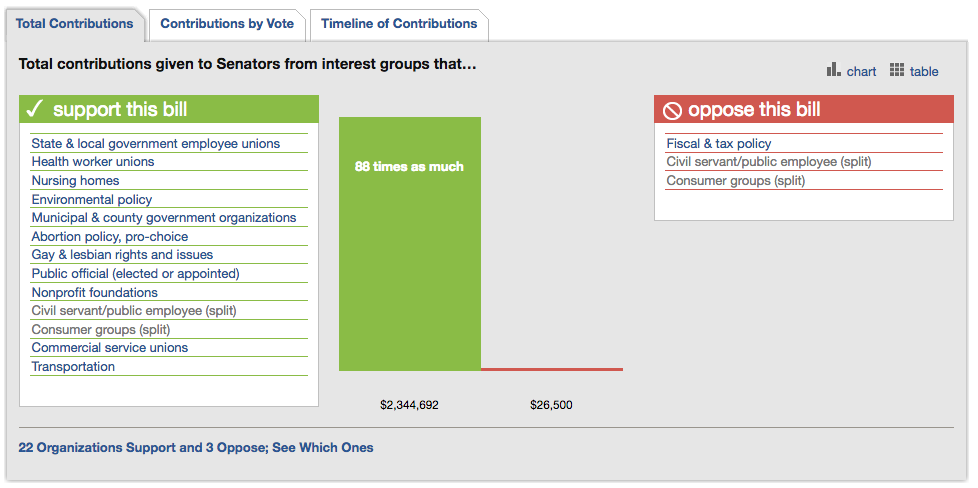 Total Contributions
Contributions by Vote
Timeline of Contributions
Total contributions given to Senators from interest groups that...
chart
table
support this bill
State & local government employee unions
Health worker unions
Nursing homes
Environmental policy
Municipal & county government organizations
Abortion policy, pro-choice
Gay & lesbian rights and issues
Public official (elected or appointed)
Nonprofit foundations
Civil servant/public employee (split)
Consumer groups (split)
Commercial service unions
Transportation
88 times as much
$2,344,692
$26,500
oppose this bill
Fiscal & tax policy
Civil servant/public employee (split)
Consumer groups (split)
22 Organizations Support and 3 Oppose; See Which Ones